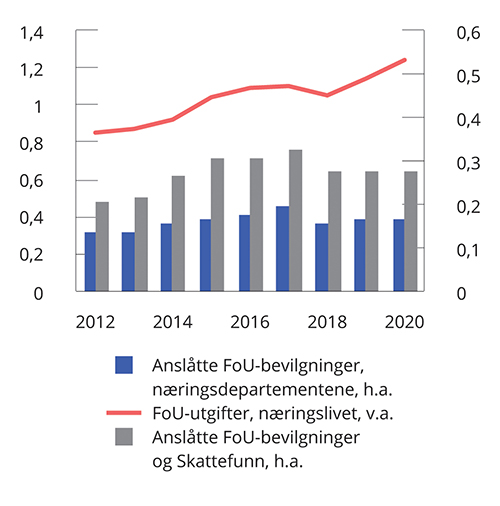 1,4
1,2
1
0,8
0,6
0,4
0,2
0
0,6
0,5
0,4
0,3
0,2
0,1
0
2012 2014 2016 2018 2020
Anslåtte FoU-bevilgninger,
næringsdepartementene, h.a.
FoU-utgifter, næringslivet, v.a.
Anslåtte FoU-bevilgninger
og Skattefunn, h.a.